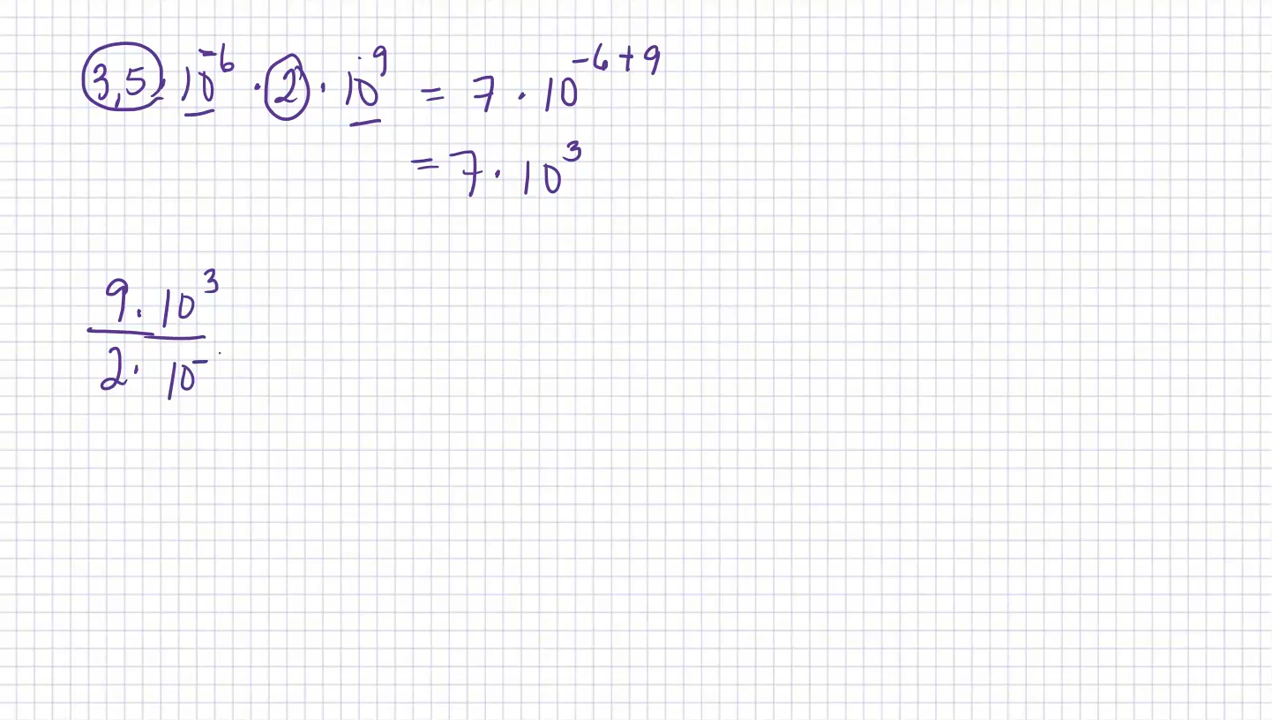 3,5 · 10^-6 · 2 · 10^9 = 7 · 10^-6+9
= 7 · 10^3
9 · 10^3
2 · 10^-